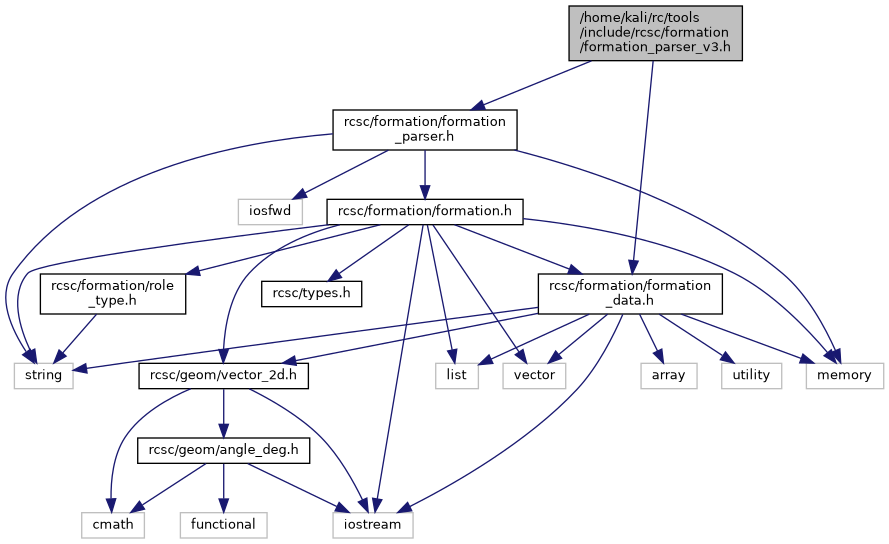 /home/kali/rc/tools
/include/rcsc/formation
/formation_parser_v3.h
rcsc/formation/formation
_parser.h
iosfwd
rcsc/formation/formation.h
rcsc/formation/role
_type.h
rcsc/types.h
rcsc/formation/formation
_data.h
string
rcsc/geom/vector_2d.h
list
vector
array
utility
memory
rcsc/geom/angle_deg.h
cmath
functional
iostream